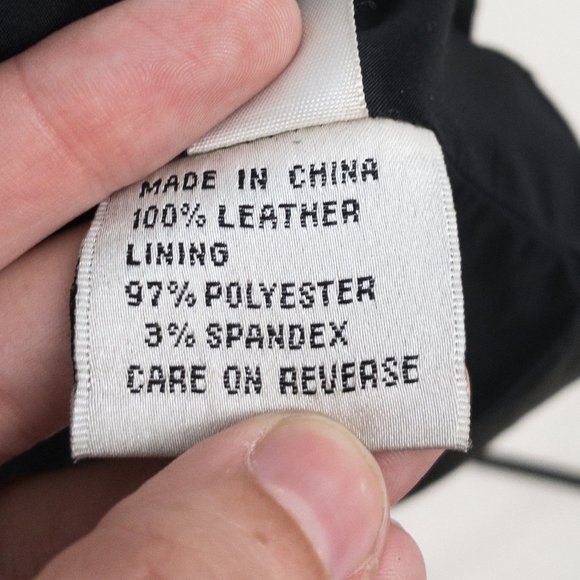 MADE IN CHINA
100% LEATHER
LINING
97% POLYESTER
3% SPANDEX
CARE ON REVERSE